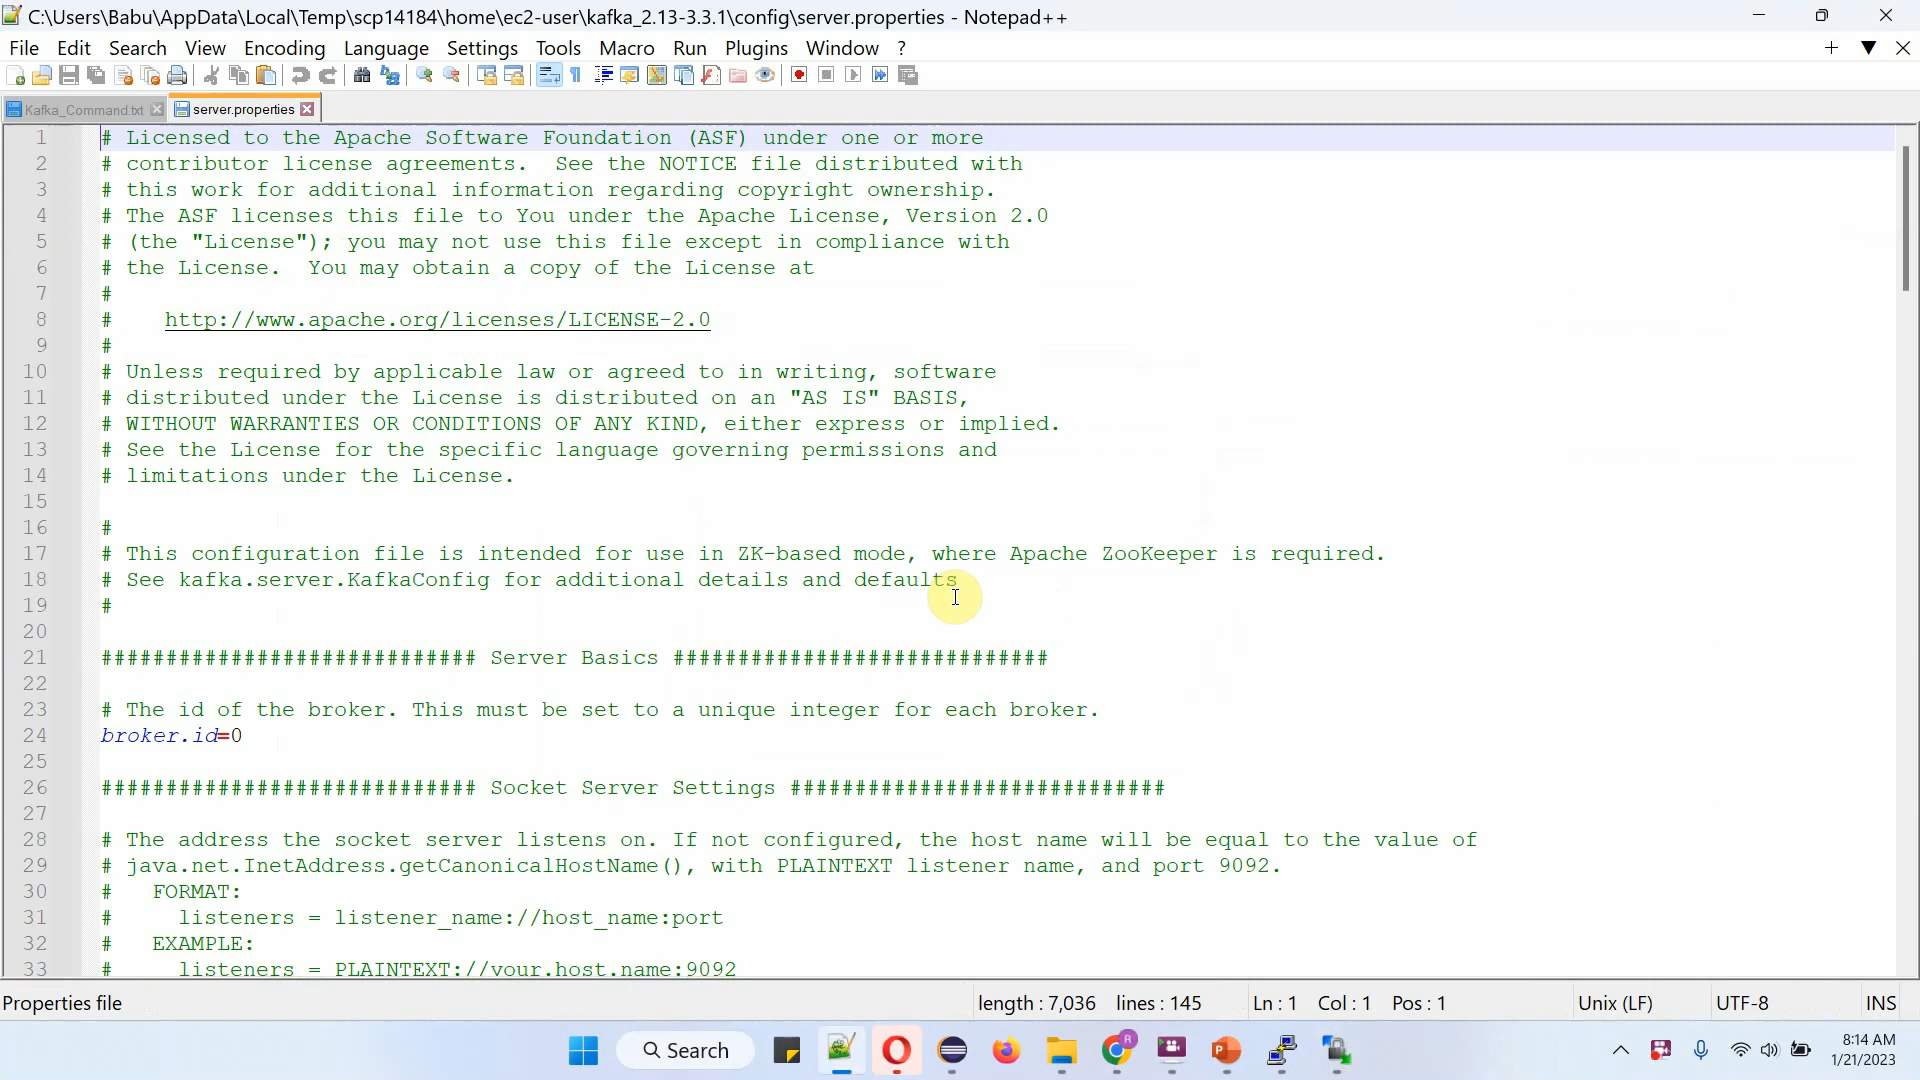 C:\Users\Babu\AppData\Local\Temp\scp14184\home\ec2-user\kafka_2.13-3.3.1\config\server.properties - Notepad++
File Edit Search View Encoding Language Settings Tools Macro Run Plugins Window ?
Kafka_Command.txt server.properties
1 # Licensed to the Apache Software Foundation (ASF) under one or more
2 # contributor license agreements.  See the NOTICE file distributed with
3 # this work for additional information regarding copyright ownership.
4 # The ASF licenses this file to You under the Apache License, Version 2.0
5 # (the "License"); you may not use this file except in compliance with
6 # the License.  You may obtain a copy of the License at
7 #
8 #    http://www.apache.org/licenses/LICENSE-2.0
9 #
10 # Unless required by applicable law or agreed to in writing, software
11 # distributed under the License is distributed on an "AS IS" BASIS,
12 # WITHOUT WARRANTIES OR CONDITIONS OF ANY KIND, either express or implied.
13 # See the License for the specific language governing permissions and
14 # limitations under the License.
15
16 #
17 # This configuration file is intended for use in ZK-based mode, where Apache ZooKeeper is required.
18 # See kafka.server.KafkaConfig for additional details and defaults
19 #
20
21 ############################# Server Basics #############################
22
23 # The id of the broker. This must be set to a unique integer for each broker.
24 broker.id=0
25
26 ############################# Socket Server Settings #############################
27
28 # The address the socket server listens on. If not configured, the host name will be equal to the value of
29 # java.net.InetAddress.getCanonicalHostName(), with PLAINTEXT listener name, and port 9092.
30 #   FORMAT:
31 #     listeners = listener_name://host_name:port
32 #   EXAMPLE:
33 #     listeners = PLAINTEXT://your.host.name:9092
Properties file length : 7,036 lines : 145 Ln : 1 Col : 1 Pos : 1 Unix (LF) UTF-8 INS
Search
8:14 AM
1/21/2023